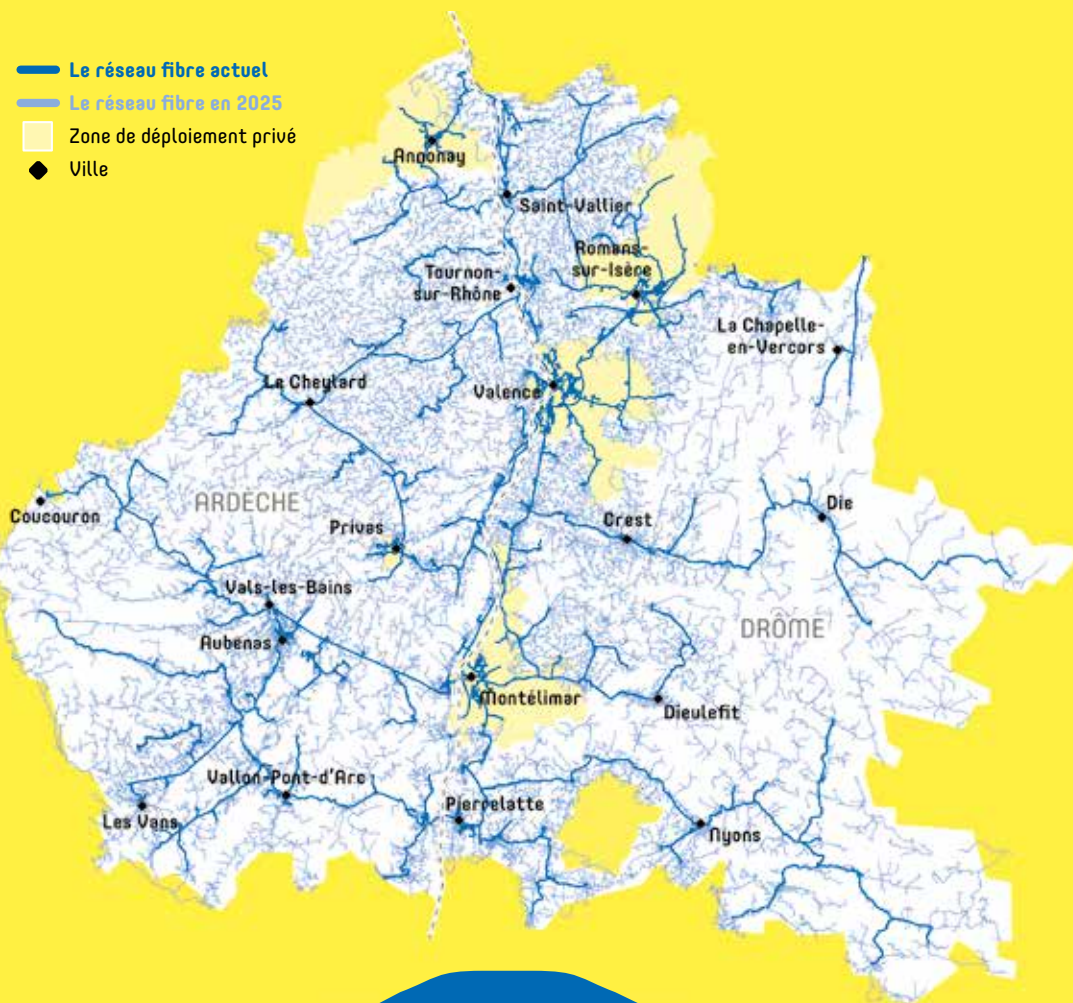 Le réseau fibre actuel
Le réseau fibre en 2025
Zone de déploiement privé
Ville
Annonay
Saint-Vallier
Romans-
sur-Isère
Tournon-
sur-Rhône
La Chapelle-
en-Vercors
Le Cheylard
Valence
ARDÈCHE
Coucouron
Die
Crest
Privas
Vals-les-Bains
DRÔME
Aubenas
Montélimar
Dieulefit
Vallon-Pont-d'Arc
Pierrelatte
Les Vans
Nyons